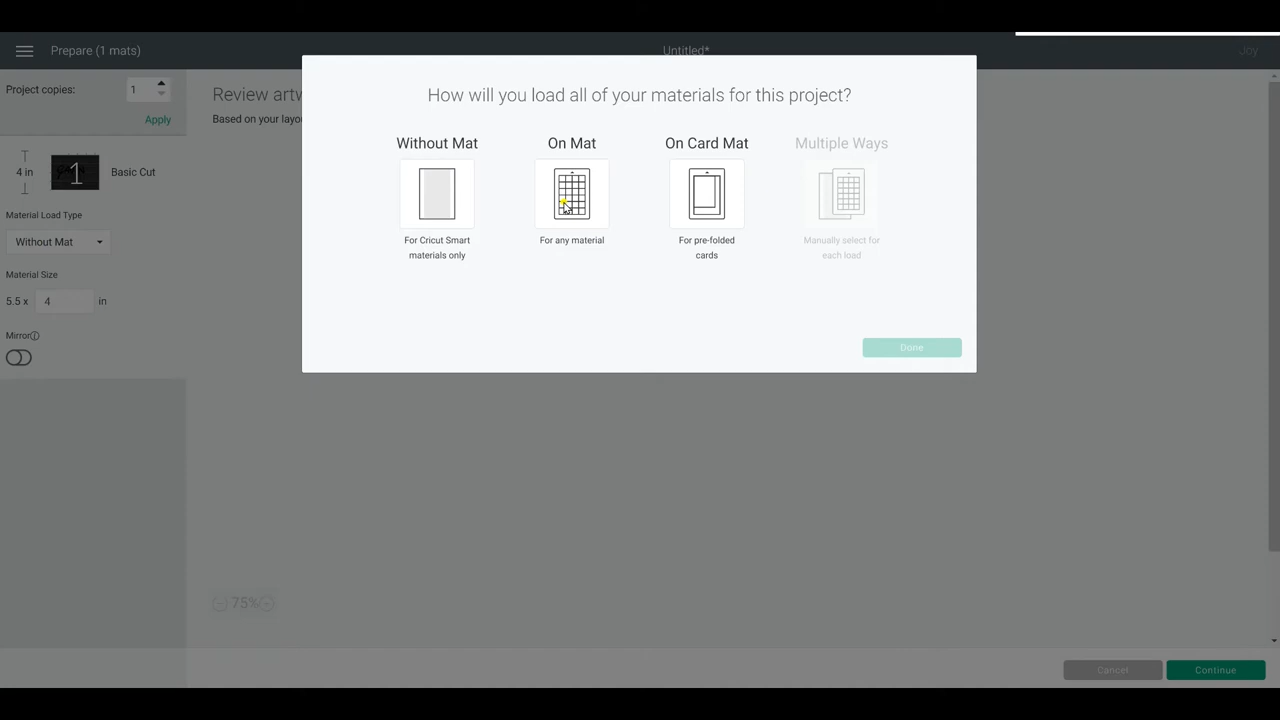 Prepare (1 mats)
Untitled*
Joy
Project copies:
1
Apply
4 in
1
Basic Cut
Material Load Type
Without Mat
Material Size
5.5 x
4
in
Mirror
Review artw
Based on your layou
How will you load all of your materials for this project?
Without Mat
For Cricut Smart
materials only
On Mat
For any material
On Card Mat
For pre-folded
cards
Multiple Ways
Manually select for
each load
Done
75%
Cancel
Continue